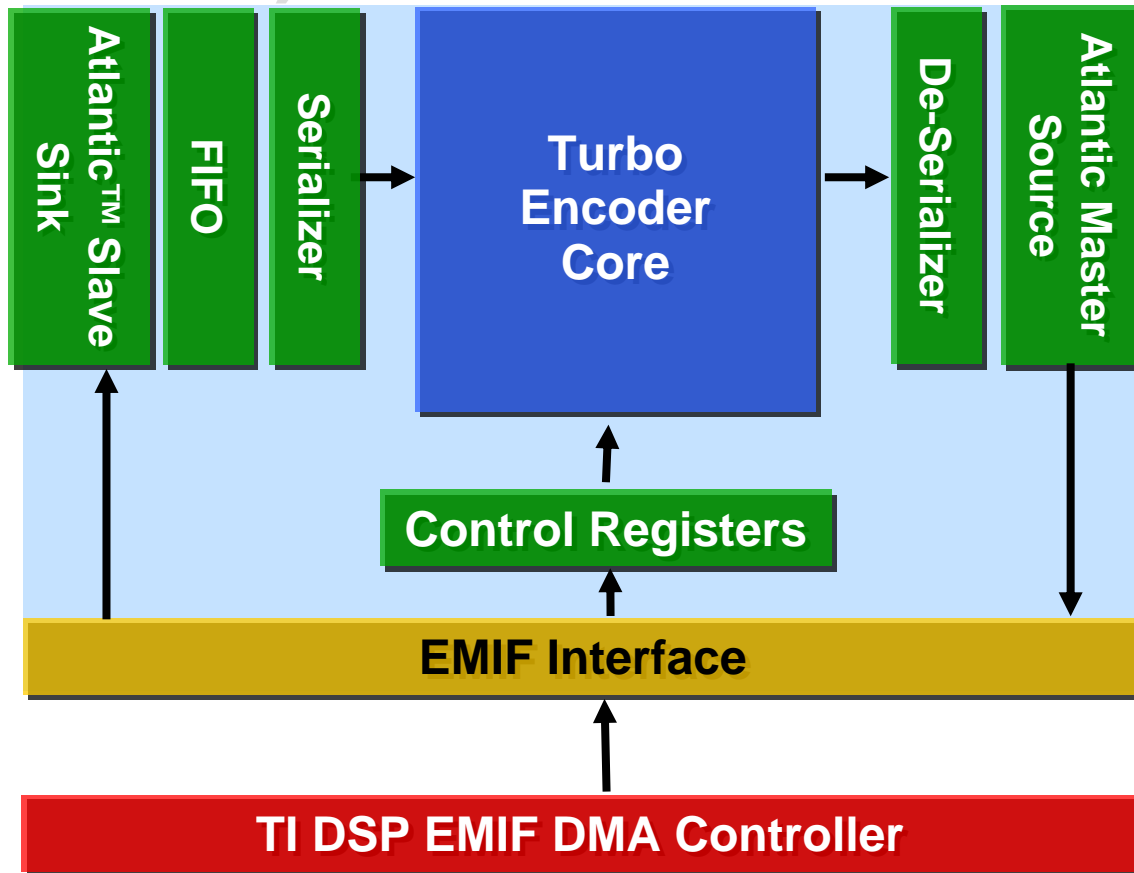 Atlantic™ Slave
Sink
FIFO
Serializer
Turbo
Encoder
Core
De-Serializer
Atlantic Master
Source
Control Registers
EMIF Interface
TI DSP EMIF DMA Controller